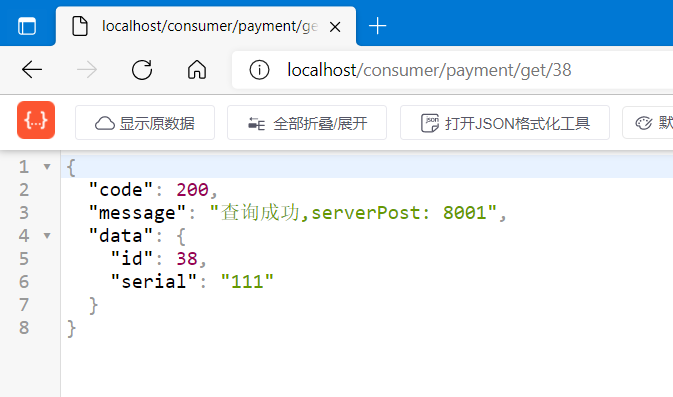 localhost/consumer/payment/ge
localhost/consumer/payment/get/38
{...} 显示原数据 全部折叠/展开 json 打开JSON格式化工具 默
1 {
2 "code": 200,
3 "message": "查询成功,serverPost: 8001",
4 "data": {
5 "id": 38,
6 "serial": "111"
7 }
8 }